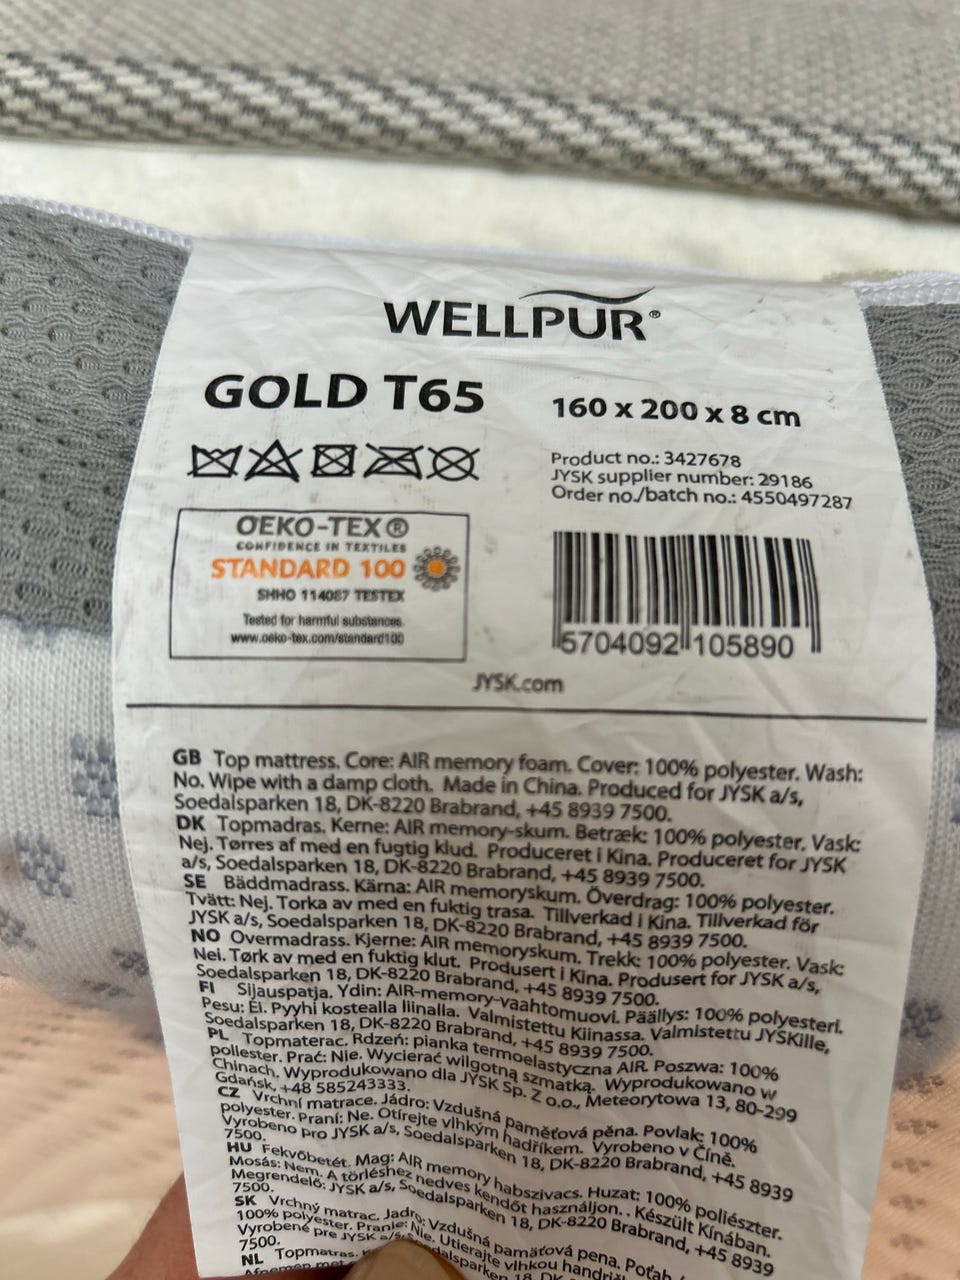 WELLPUR®
GOLD T65
160 x 200 x 8 cm
Product no.: 3427678
JYSK supplier number: 29186
Order no./batch no.: 4550497287
OEKO-TEX®
CONFIDENCE IN TEXTILES
STANDARD 100
SHHO 114087 TESTEX
Tested for harmful substances.
www.oeko-tex.com/standard100
5704092 105890
JYSK.com
GB Top mattress. Core: AIR memory foam. Cover: 100% polyester. Wash:
No. Wipe with a damp cloth. Made in China. Produced for JYSK a/s,
Soedalsparken 18, DK-8220 Brabrand, +45 8939 7500.
DK Topmadras. Kerne: AIR memory-skum. Betræk: 100% polyester. Vask:
Nej. Tørres af med en fugtig klud. Produceret i Kina. Produceret for JYSK
a/s, Soedalsparken 18, DK-8220 Brabrand, +45 8939 7500.
SE Bäddmadrass. Kärna: AIR memoryskum. Överdrag: 100% polyester.
Tvätt: Nej. Torka av med en fuktig trasa. Tillverkad i Kina. Tillverkad för
JYSK a/s, Soedalsparken 18, DK-8220 Brabrand, +45 8939 7500.
NO Overmadrass. Kjerne: AIR memoryskum. Trekk: 100% polyester. Vask:
Nei. Tørk av med en fuktig klut. Produsert i Kina. Produsert for JYSK a/s,
Soedalsparken 18, DK-8220 Brabrand, +45 8939 7500.
FI Sijauspatja. Ydin: AIR-memory-vaahtomuovi. Päällys: 100% polyesteri.
Pesu: Ei. Pyyhi kostealla liinalla. Valmistettu Kiinassa. Valmistettu JYSKille,
Soedalsparken 18, DK-8220 Brabrand, +45 8939 7500.
PL Topmaterac. Rdzeń: pianka termoelastyczna AIR. Poszwa: 100%
poliester. Prać: Nie. Wycierać wilgotną szmatką. Wyprodukowano w
Chinach. Wyprodukowano dla JYSK Sp. Z o.o., Meteorytowa 13, 80-299
Gdańsk, +48 585243333.
CZ Vrchní matrace. Jádro: Vzdušná paměťová pěna. Povlak: 100%
polyester. Praní: Ne. Otírejte vlhkým hadříkem. Vyrobeno v Číně.
Vyrobeno pro JYSK a/s, Soedalsparken 18, DK-8220 Brabrand, +45 8939
7500.
HU Fekvőbetét. Mag: AIR memory habszivacs. Huzat: 100% poliészter.
Mosás: Nem. A törléshez nedves kendőt használjon. . Készült Kínában.
Megrendelő: JYSK a/s, Soedalsparken 18, DK-8220 Brabrand, +45 8939
7500.
SK Vrchný matrac. Jadro: Vzdušná pamäťová pena. Poťah
100% polyester. Pranie: Nie. Utierajte vlhkou
Vyrobené pre JYSK a/s, 18, DK
7500.
NL Topmatras.
Afnemen met